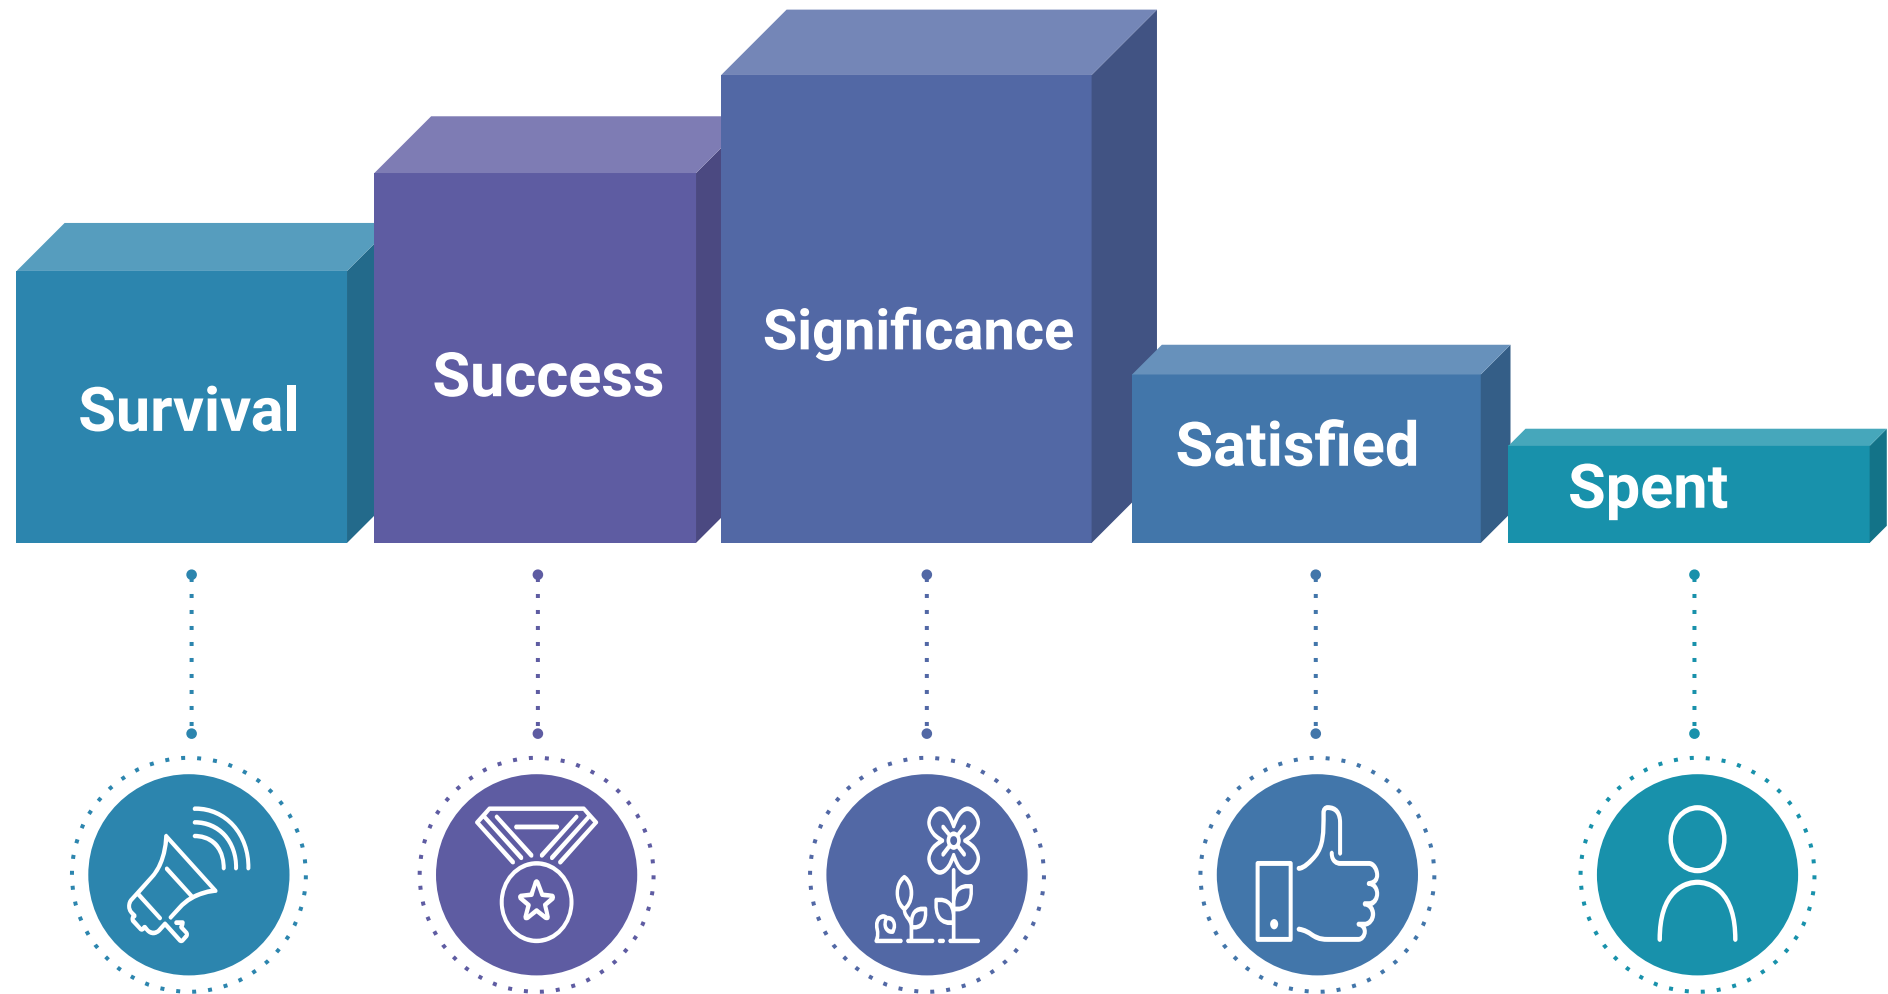 Survival
Success
Significance
Satisfied
Spent